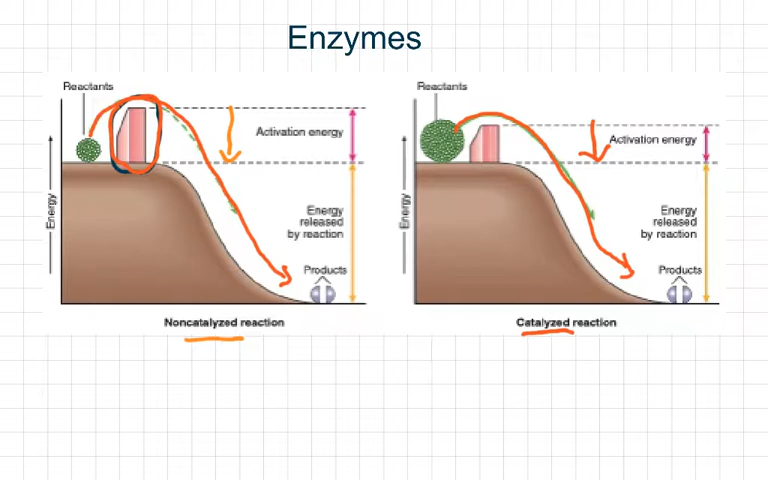 Enzymes
Reactants
Activation energy
Energy
Energy
released
by reaction
Products
Noncatalyzed reaction
Reactants
Activation energy
Energy
Energy
released
by reaction
Products
Catalyzed reaction